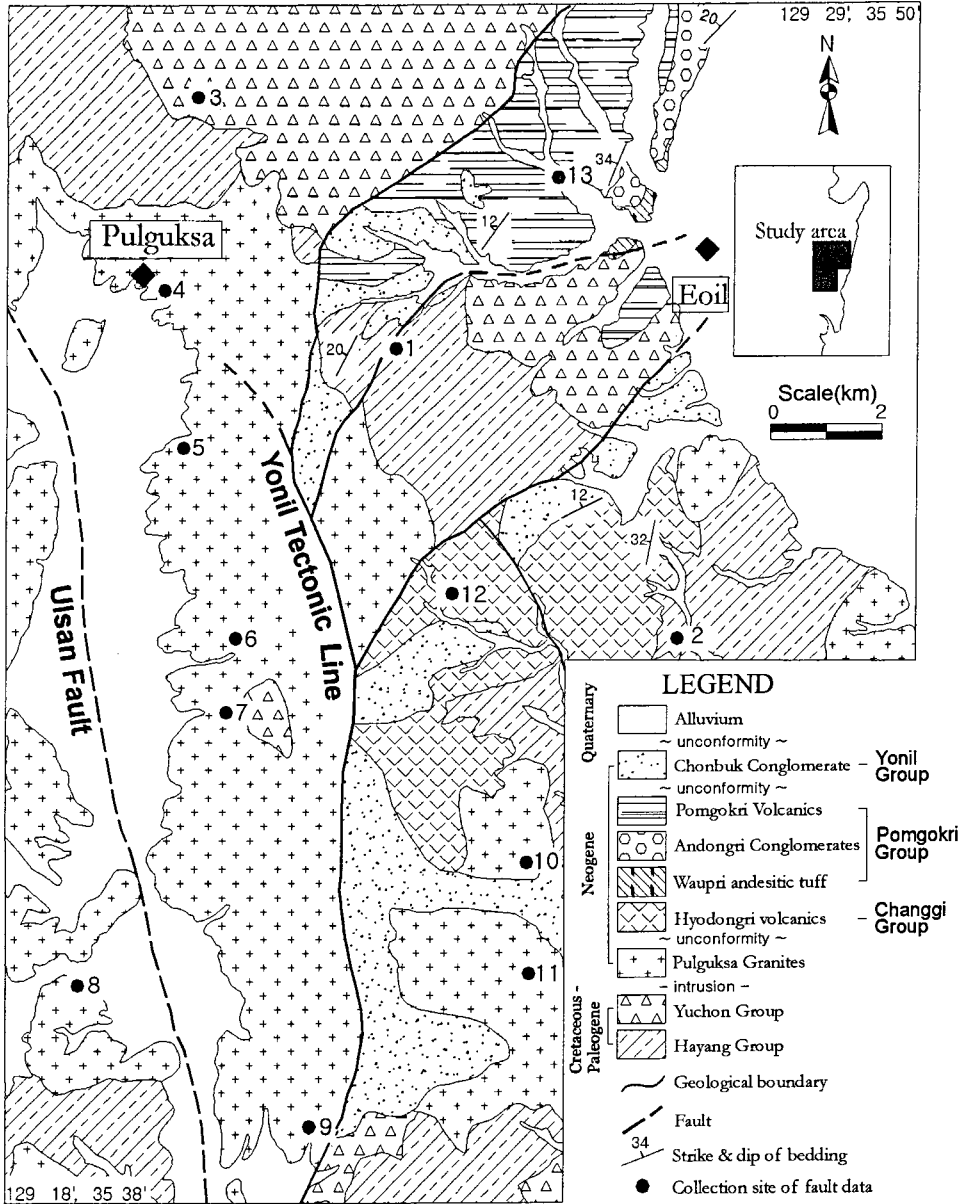 129 29', 35 50'
20
N
3
34
13
12
Pulguksa
Study area
4
Eoil
1
20
Scale(km)
0 2
5
Yonil Tectonic Line
12
32
12
2
Ulsan Fault
6
7
10
11
8
9
129 18', 35 38'
LEGEND
Quaternary
Alluvium
~ unconformity ~
Neogene
Chonbuk Conglomerate – Yonil Group
~ unconformity ~
Pomgokri Volcanics
Andongri Conglomerates
Pomgokri Group
Waupri andesitic tuff
Hyodongri volcanics – Changgi Group
~ unconformity ~
Pulguksa Granites
– intrusion –
Cretaceous - Paleogene
Yuchon Group
Hayang Group
Geological boundary
Fault
34
Strike & dip of bedding
Collection site of fault data